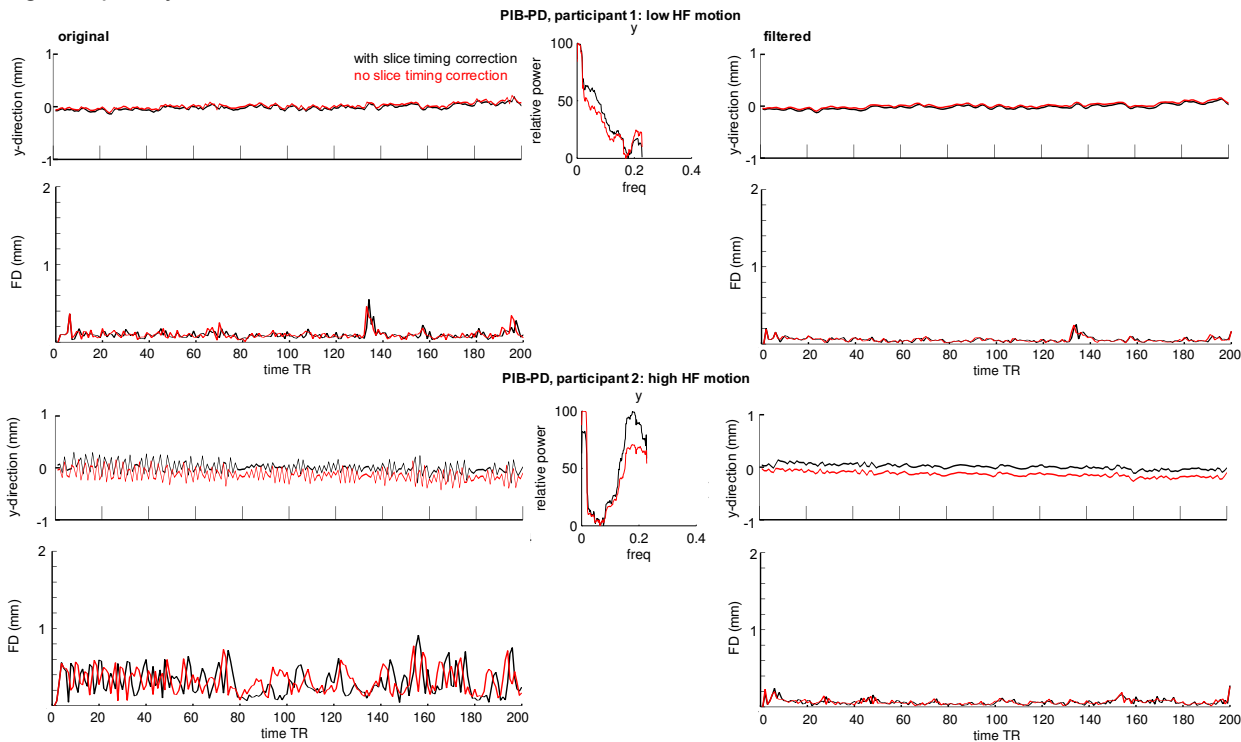 PIB-PD, participant 1: low HF motion
original
y
filtered
with slice timing correction
no slice timing correction
y-direction (mm)
1
0
-1
relative power
100
50
0
0 0.2 0.4
freq
y-direction (mm)
1
0
-1
FD (mm)
2
1
0 20 40 60 80 100 120 140 160 180 200
time TR
FD (mm)
2
1
0 20 40 60 80 100 120 140 160 180 200
time TR
PIB-PD, participant 2: high HF motion
y
y-direction (mm)
1
0
-1
relative power
100
50
0
0 0.2 0.4
freq
y-direction (mm)
1
0
-1
FD (mm)
2
1
0 20 40 60 80 100 120 140 160 180 200
time TR
FD (mm)
2
1
0 20 40 60 80 100 120 140 160 180 200
time TR